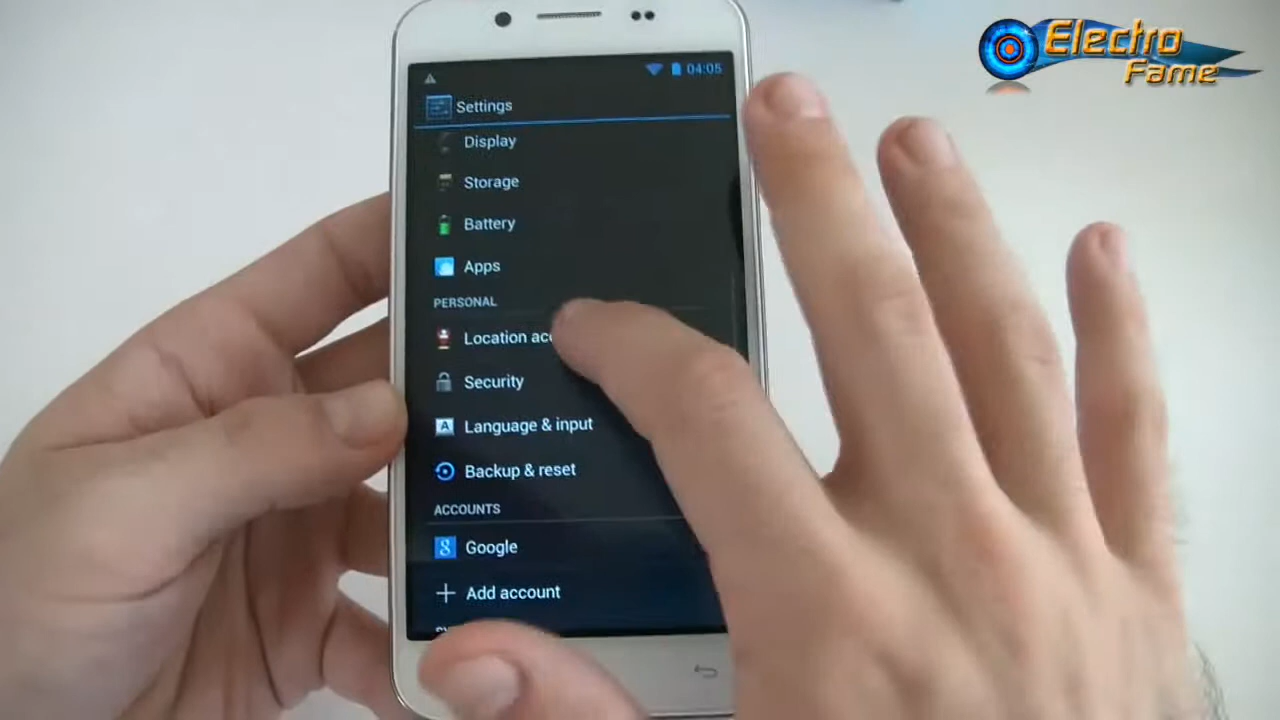 Electro
Fame
04:05
Settings
Display
Storage
Battery
Apps
PERSONAL
Location
Security
A
Language & input
Backup & reset
ACCOUNTS
8
Google
Add account